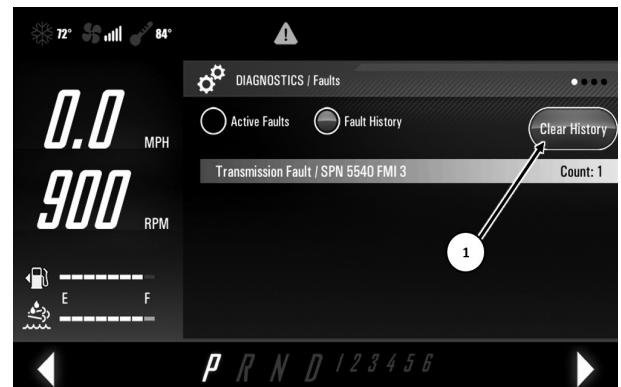 72° 84°
DIAGNOSTICS / Faults
Active Faults Fault History Clear History
0.0 MPH
Transmission Fault / SPN 5540 FMI 3 Count: 1
900 RPM
1
E F
P R N D 1 2 3 4 5 6